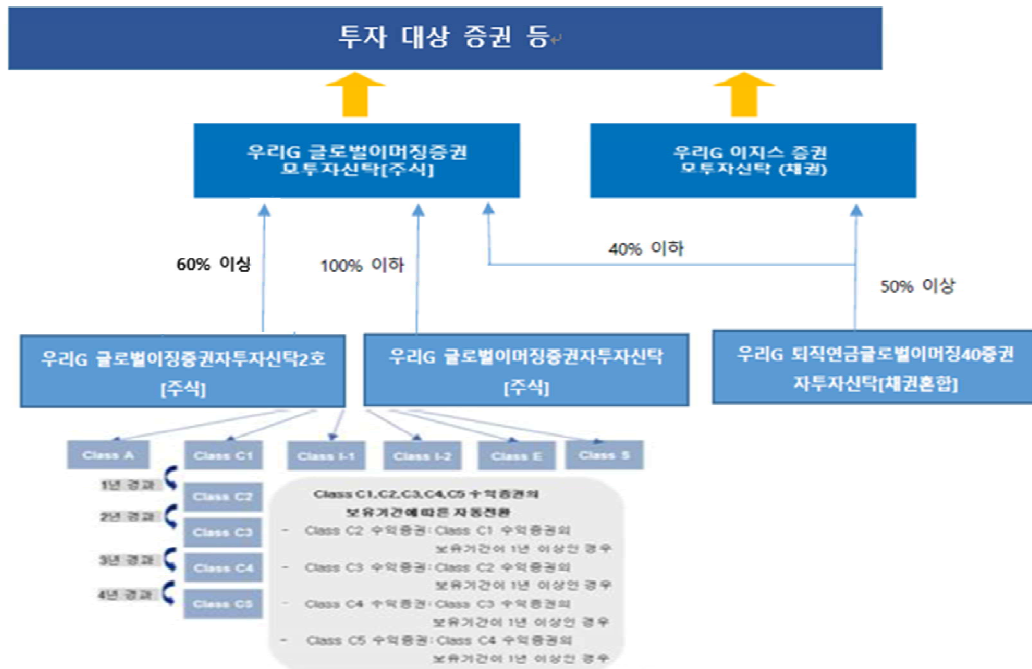 투자 대상 증권 등
우리G 글로벌이머징증권
모투자신탁[주식]
우리G 이지스 증권
모투자신탁 (채권)
60% 이상
100% 이하
40% 이하
50% 이상
우리G 글로벌이징증권자투자신탁2호
[주식]
우리G 글로벌이머징증권자투자신탁
[주식]
우리G 퇴직연금글로벌이머징40증권
자투자신탁[채권혼합]
Class A
Class C1
Class I-1
Class I-2
Class E
Class S
1년 경과
Class C2
2년 경과
Class C3
3년 경과
Class C4
4년 경과
Class C5
Class C1,C2,C3,C4,C5 수익증권의
보유기간에 따른 자동전환
- Class C2 수익증권: Class C1 수익증권의
보유기간이 1년 이상인 경우
- Class C3 수익증권: Class C2 수익증권의
보유기간이 1년 이상인 경우
- Class C4 수익증권: Class C3 수익증권의
보유기간이 1년 이상인 경우
- Class C5 수익증권: Class C4 수익증권의
보유기간이 1년 이상인 경우